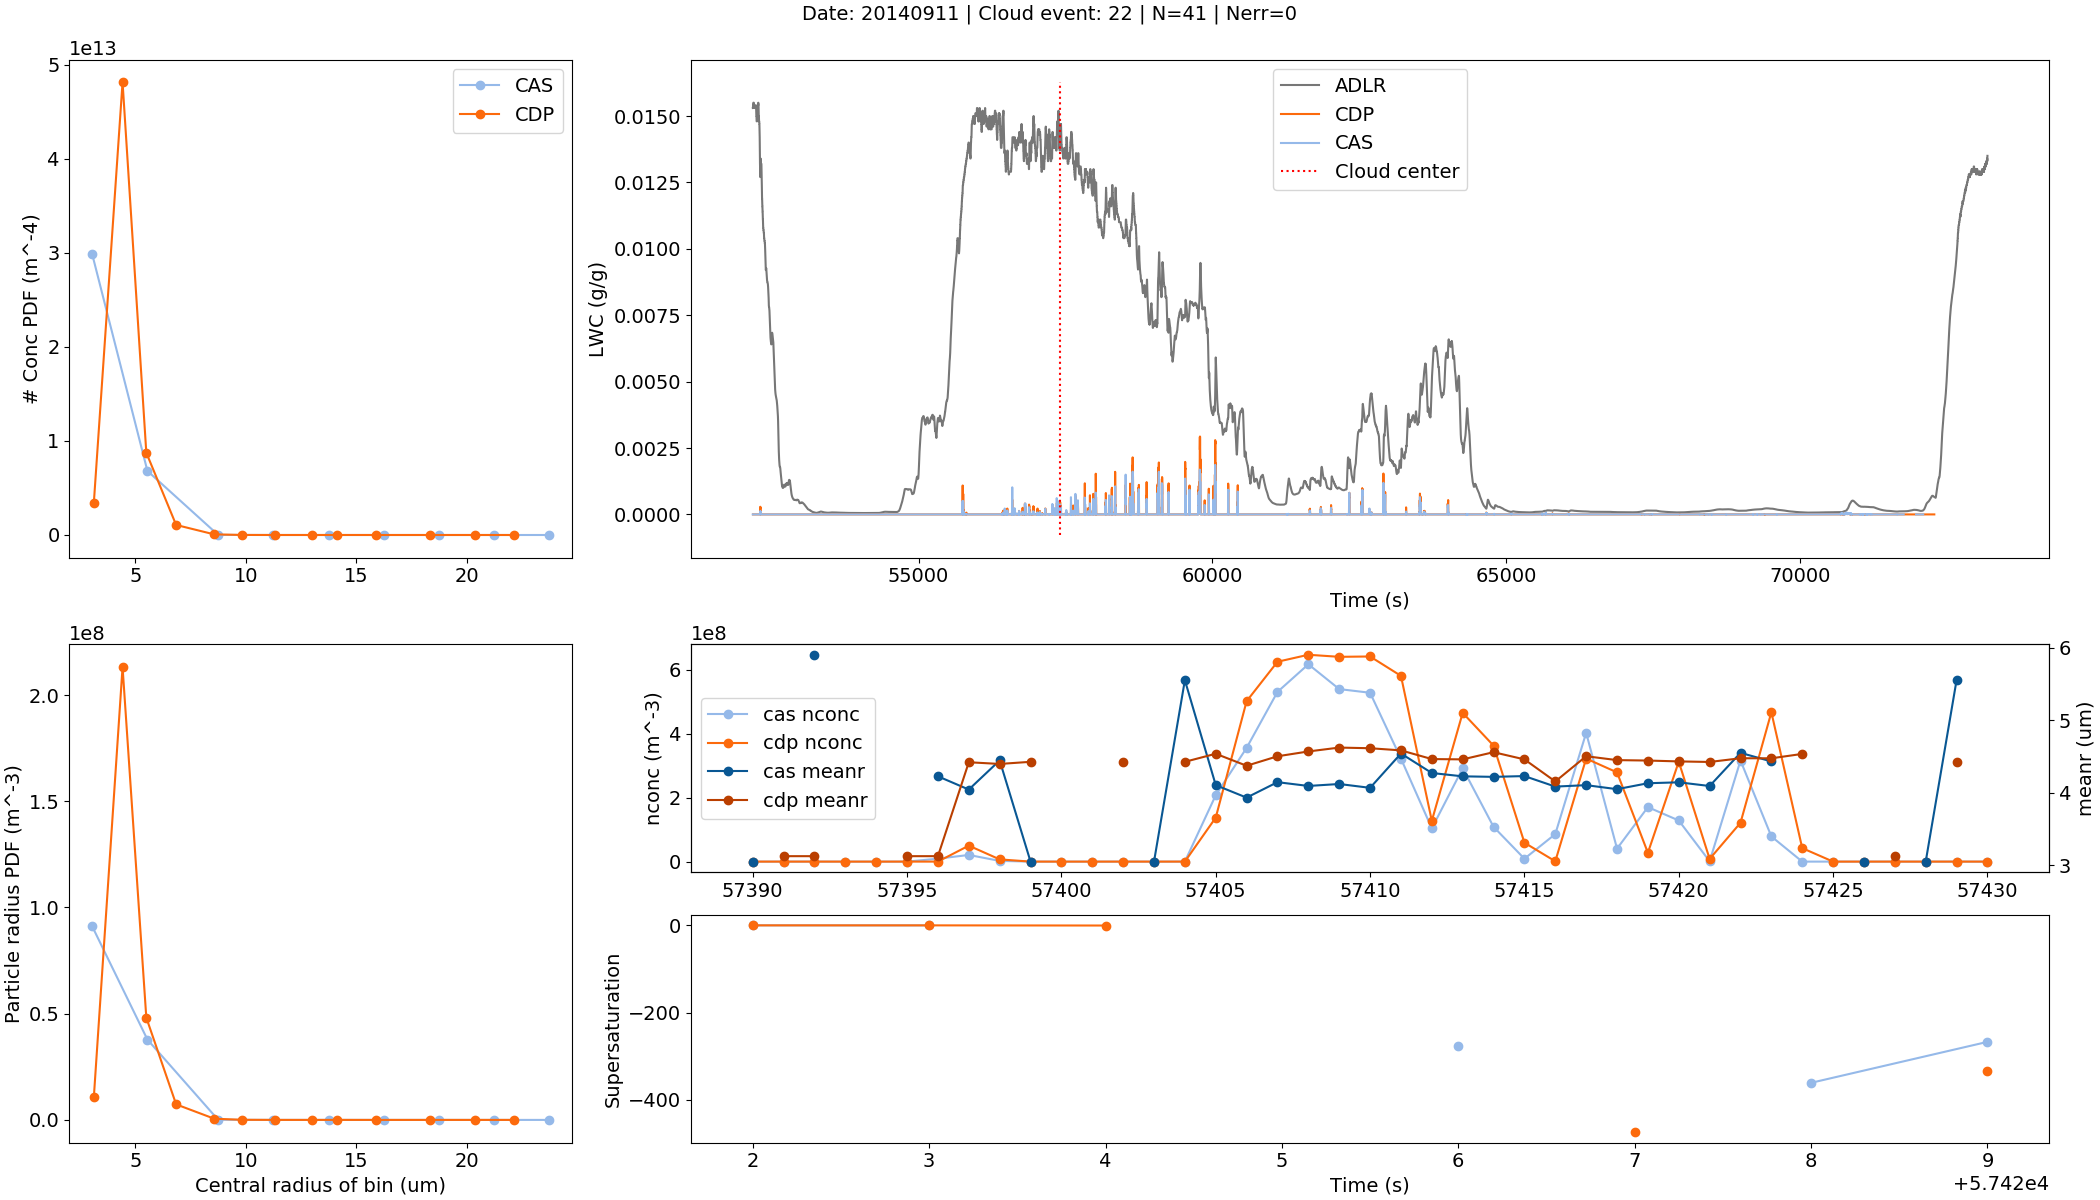 Date: 20140911 | Cloud event: 22 | N=41 | Nerr=0
1e13
5
4
3
2
1
0
# Conc PDF (m^-4)
CAS
CDP
5
10
15
20
0.0150
0.0125
0.0100
0.0075
0.0050
0.0025
0.0000
LWC (g/g)
ADLR
CDP
CAS
Cloud center
55000
60000
65000
70000
Time (s)
1e8
2.0
1.5
1.0
0.5
0.0
Particle radius PDF (m^-3)
5
10
15
20
Central radius of bin (um)
1e8
6
4
2
0
nconc (m^-3)
cas nconc
cdp nconc
cas meanr
cdp meanr
6
5
4
3
meanr (um)
57390
57395
57400
57405
57410
57415
57420
57425
57430
0
−200
−400
Supersaturation
2
3
4
5
6
7
8
9
Time (s)
+5.742e4